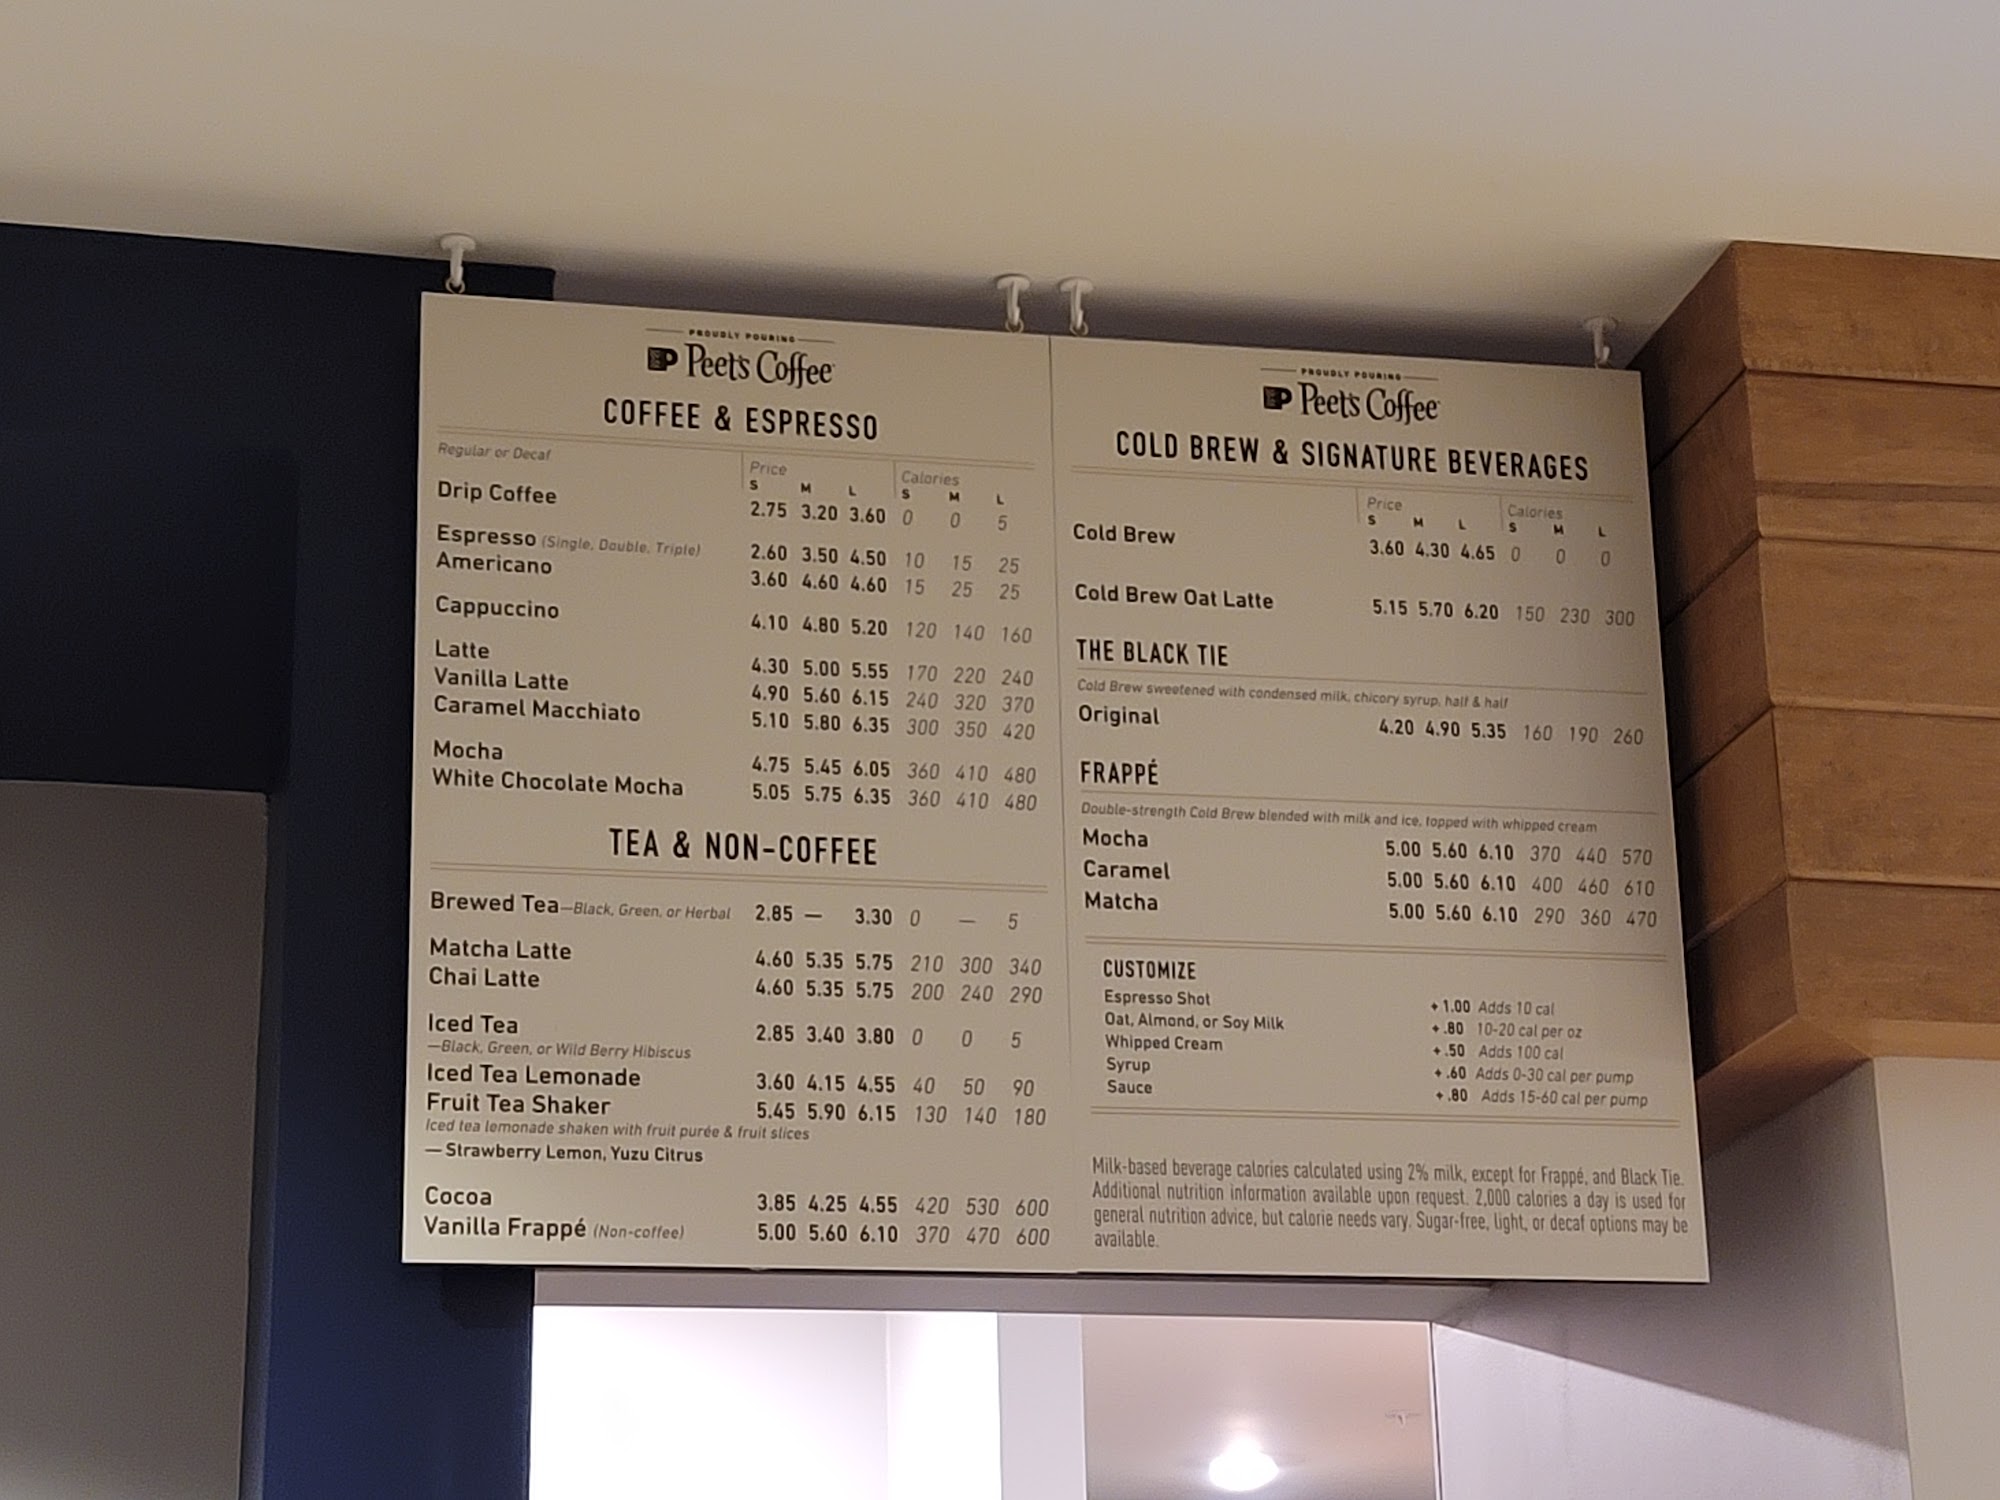 PROUDLY POURING
Peet's Coffee
COFFEE & ESPRESSO
Regular or Decaf
Price Calories
S M L S M L
Drip Coffee 2.75 3.20 3.60 0 0 5
Espresso (Single, Double, Triple) 2.60 3.50 4.50 10 15 25
Americano 3.60 4.60 4.60 15 25 25
Cappuccino 4.10 4.80 5.20 120 140 160
Latte 4.30 5.00 5.55 170 220 240
Vanilla Latte 4.90 5.60 6.15 240 320 370
Caramel Macchiato 5.10 5.80 6.35 300 350 420
Mocha 4.75 5.45 6.05 360 410 480
White Chocolate Mocha 5.05 5.75 6.35 360 410 480
TEA & NON-COFFEE
Brewed Tea—Black, Green, or Herbal 2.85 — 3.30 0 — 5
Matcha Latte 4.60 5.35 5.75 210 300 340
Chai Latte 4.60 5.35 5.75 200 240 290
Iced Tea 2.85 3.40 3.80 0 0 5
—Black, Green, or Wild Berry Hibiscus
Iced Tea Lemonade 3.60 4.15 4.55 40 50 90
Fruit Tea Shaker 5.45 5.90 6.15 130 140 180
Iced tea lemonade shaken with fruit purée & fruit slices
— Strawberry Lemon, Yuzu Citrus
Cocoa 3.85 4.25 4.55 420 530 600
Vanilla Frappé (Non-coffee) 5.00 5.60 6.10 370 470 600
PROUDLY POURING
Peet's Coffee
COLD BREW & SIGNATURE BEVERAGES
Price Calories
S M L S M L
Cold Brew 3.60 4.30 4.65 0 0 0
Cold Brew Oat Latte 5.15 5.70 6.20 150 230 300
THE BLACK TIE
Cold Brew sweetened with condensed milk, chicory syrup, half & half
Original 4.20 4.90 5.35 160 190 260
FRAPPÉ
Double-strength Cold Brew blended with milk and ice, topped with whipped cream
Mocha 5.00 5.60 6.10 370 440 570
Caramel 5.00 5.60 6.10 400 460 610
Matcha 5.00 5.60 6.10 290 360 470
CUSTOMIZE
Espresso Shot + 1.00 Adds 10 cal
Oat, Almond, or Soy Milk + .80 10-20 cal per oz
Whipped Cream + .50 Adds 100 cal
Syrup + .60 Adds 0-30 cal per pump
Sauce + .80 Adds 15-60 cal per pump
Milk-based beverage calories calculated using 2% milk, except for Frappé, and Black Tie.
Additional nutrition information available upon request. 2,000 calories a day is used for
general nutrition advice, but calorie needs vary. Sugar-free, light, or decaf options may be
available.